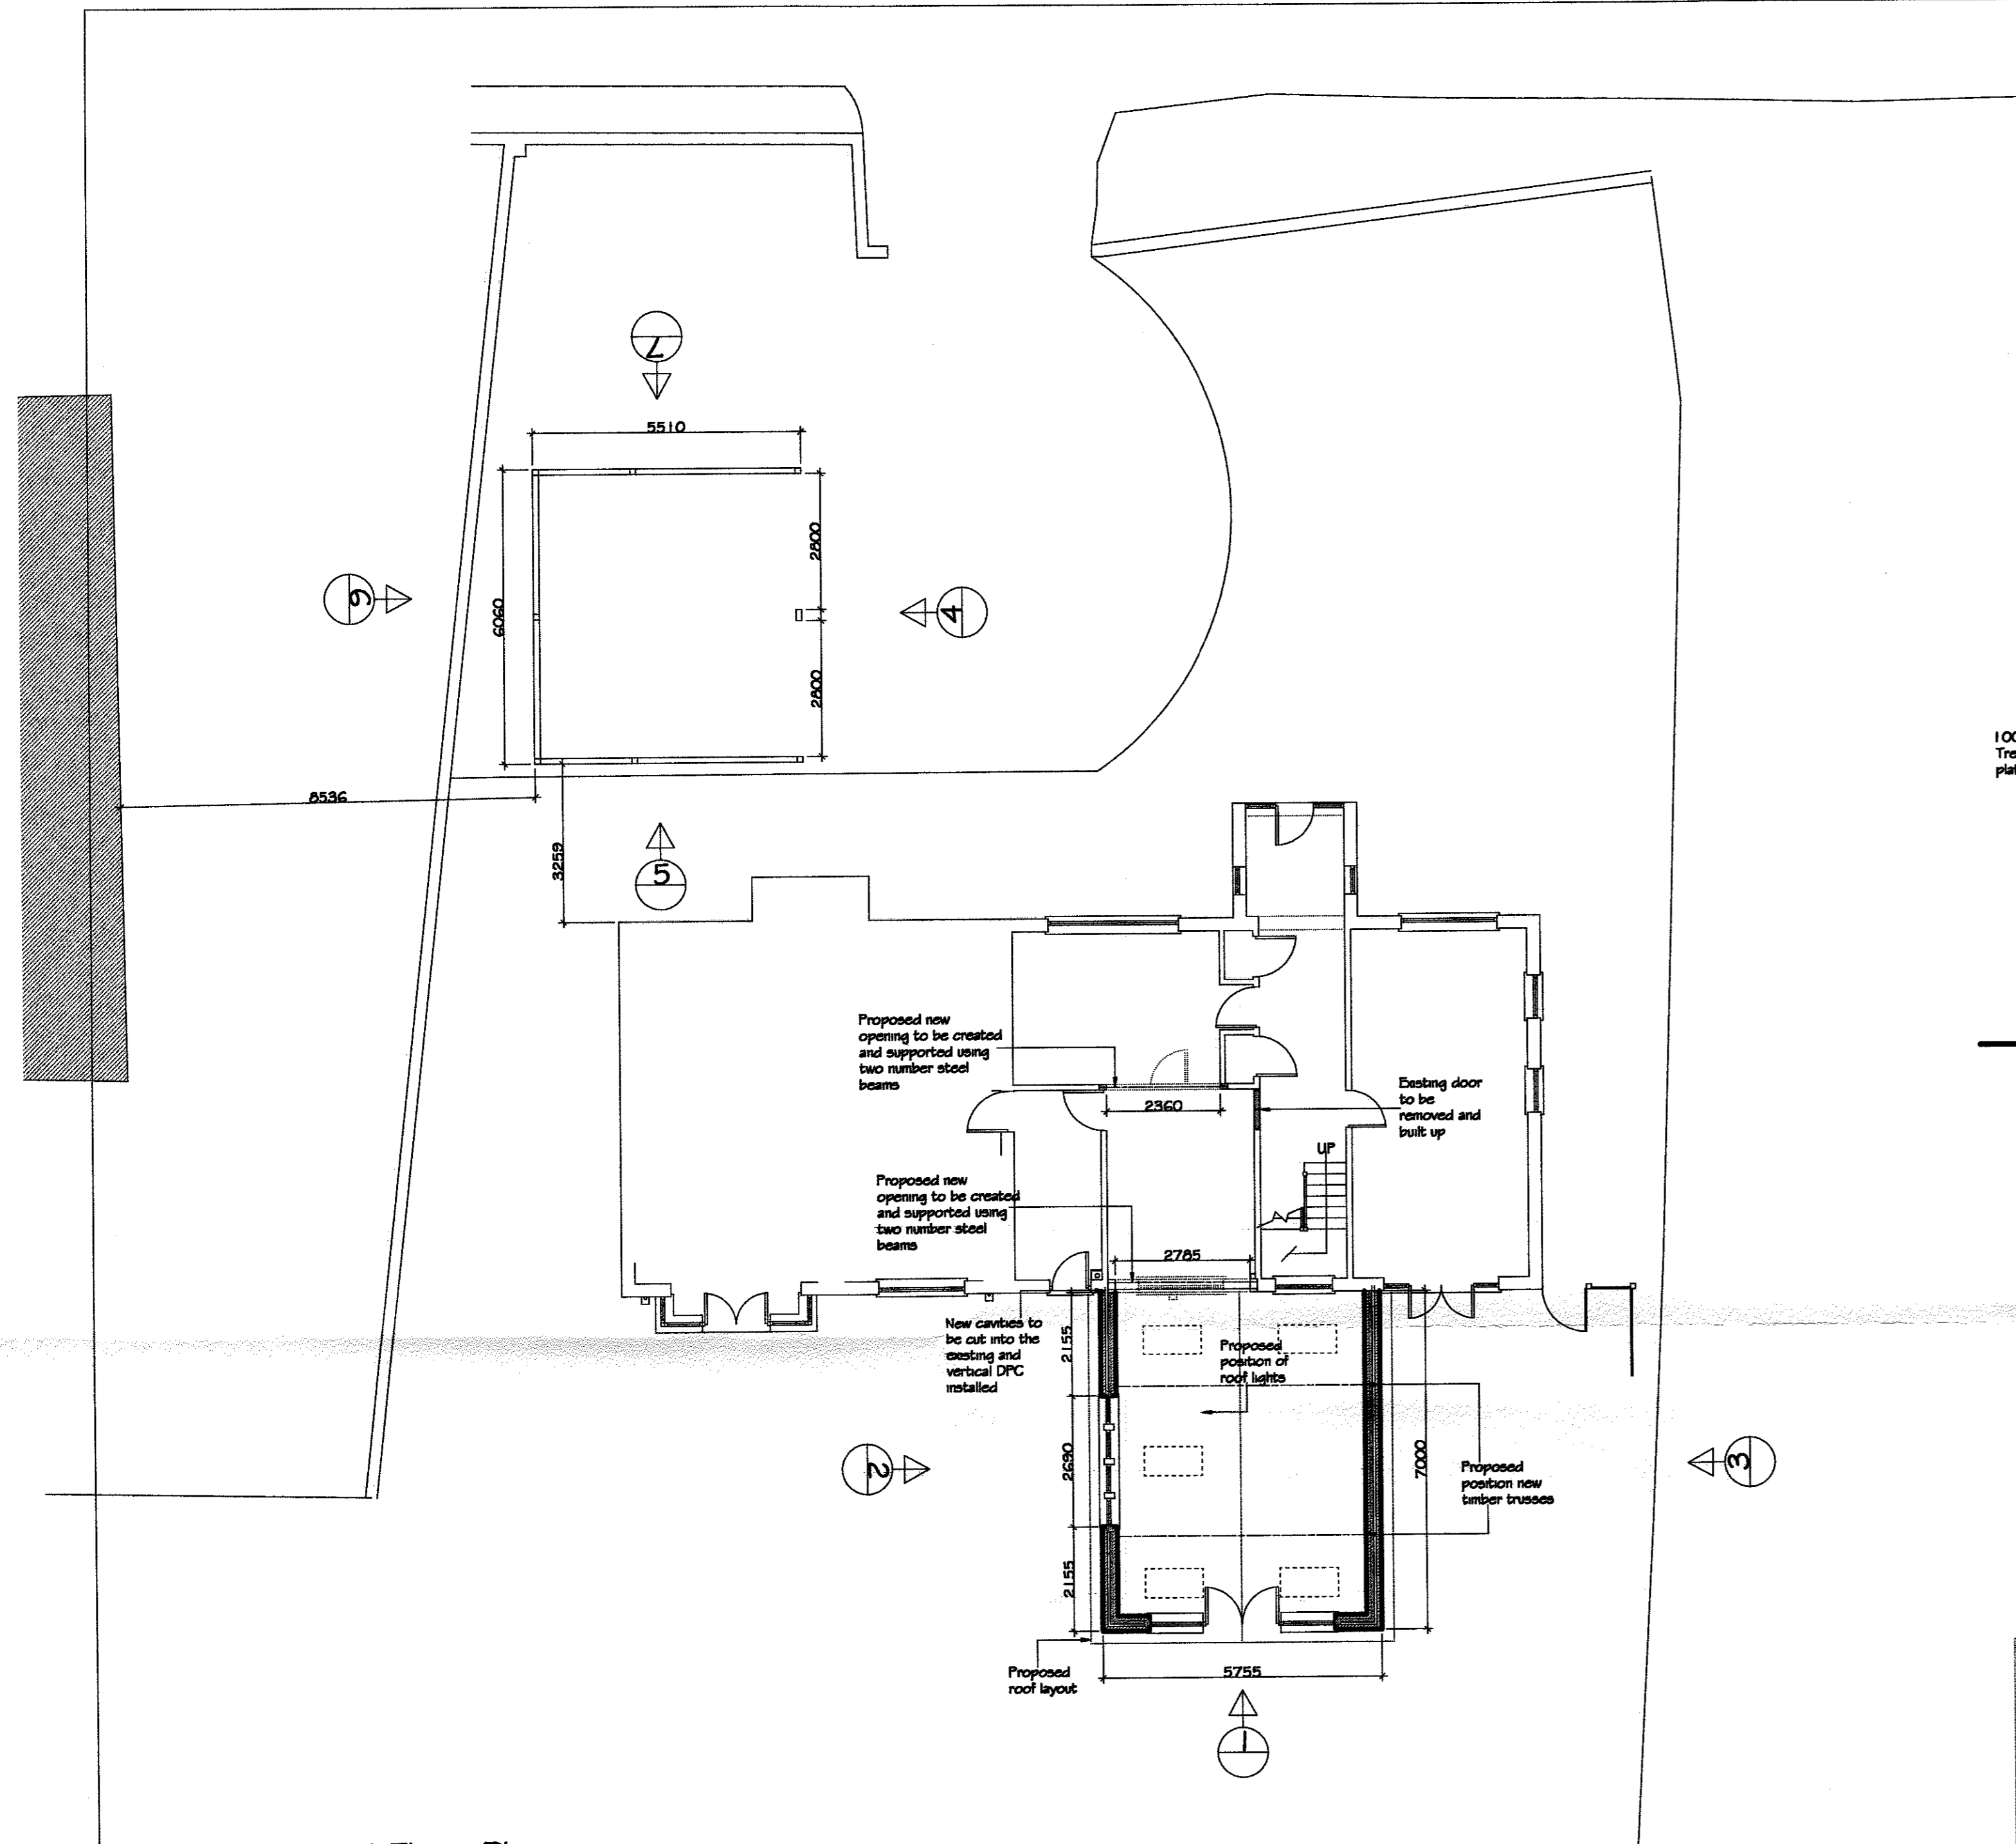 7
5510
2800
6
4
6060
2800
100
Tre
8536
3259
5
Proposed new
opening to be created
and supported using
two number steel
beams
2360
Existing door
to be
removed and
built up
UP
Proposed new
opening to be created
and supported using
two number steel
beams
2785
New cavities to
be cut into the
existing and
vertical DPC
installed
2155
Proposed
position of
roof lights
2690
7000
2
3
Proposed
position new
timber trusses
2155
Proposed
roof layout
5755
1